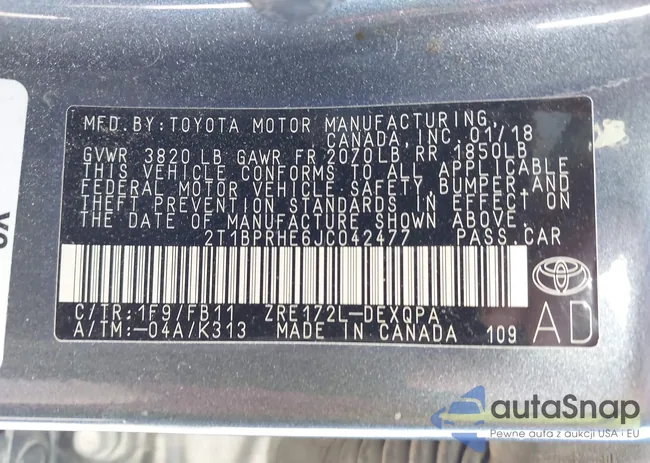 MFD.BY:TOYOTA MOTOR MANUFACTURING,
CANADA, INC. 01/18
GVWR 3820 LB GAWR FR 2070LB RR 1850LB
THIS VEHICLE CONFORMS TO ALL APPLICABLE
FEDERAL MOTOR VEHICLE SAFETY, BUMPER, AND
THEFT PREVENTION STANDARDS IN EFFECT ON
THE DATE OF MANUFACTURE SHOWN ABOVE.
2T1BPRHE6JC042477 PASS.CAR
C/TR:1F9/FB11 ZRE172L-DEXQPA
A/TM:-04A/K313 MADE IN CANADA 109
AD
autaSnap
Pewne auta z aukcji USA i EU